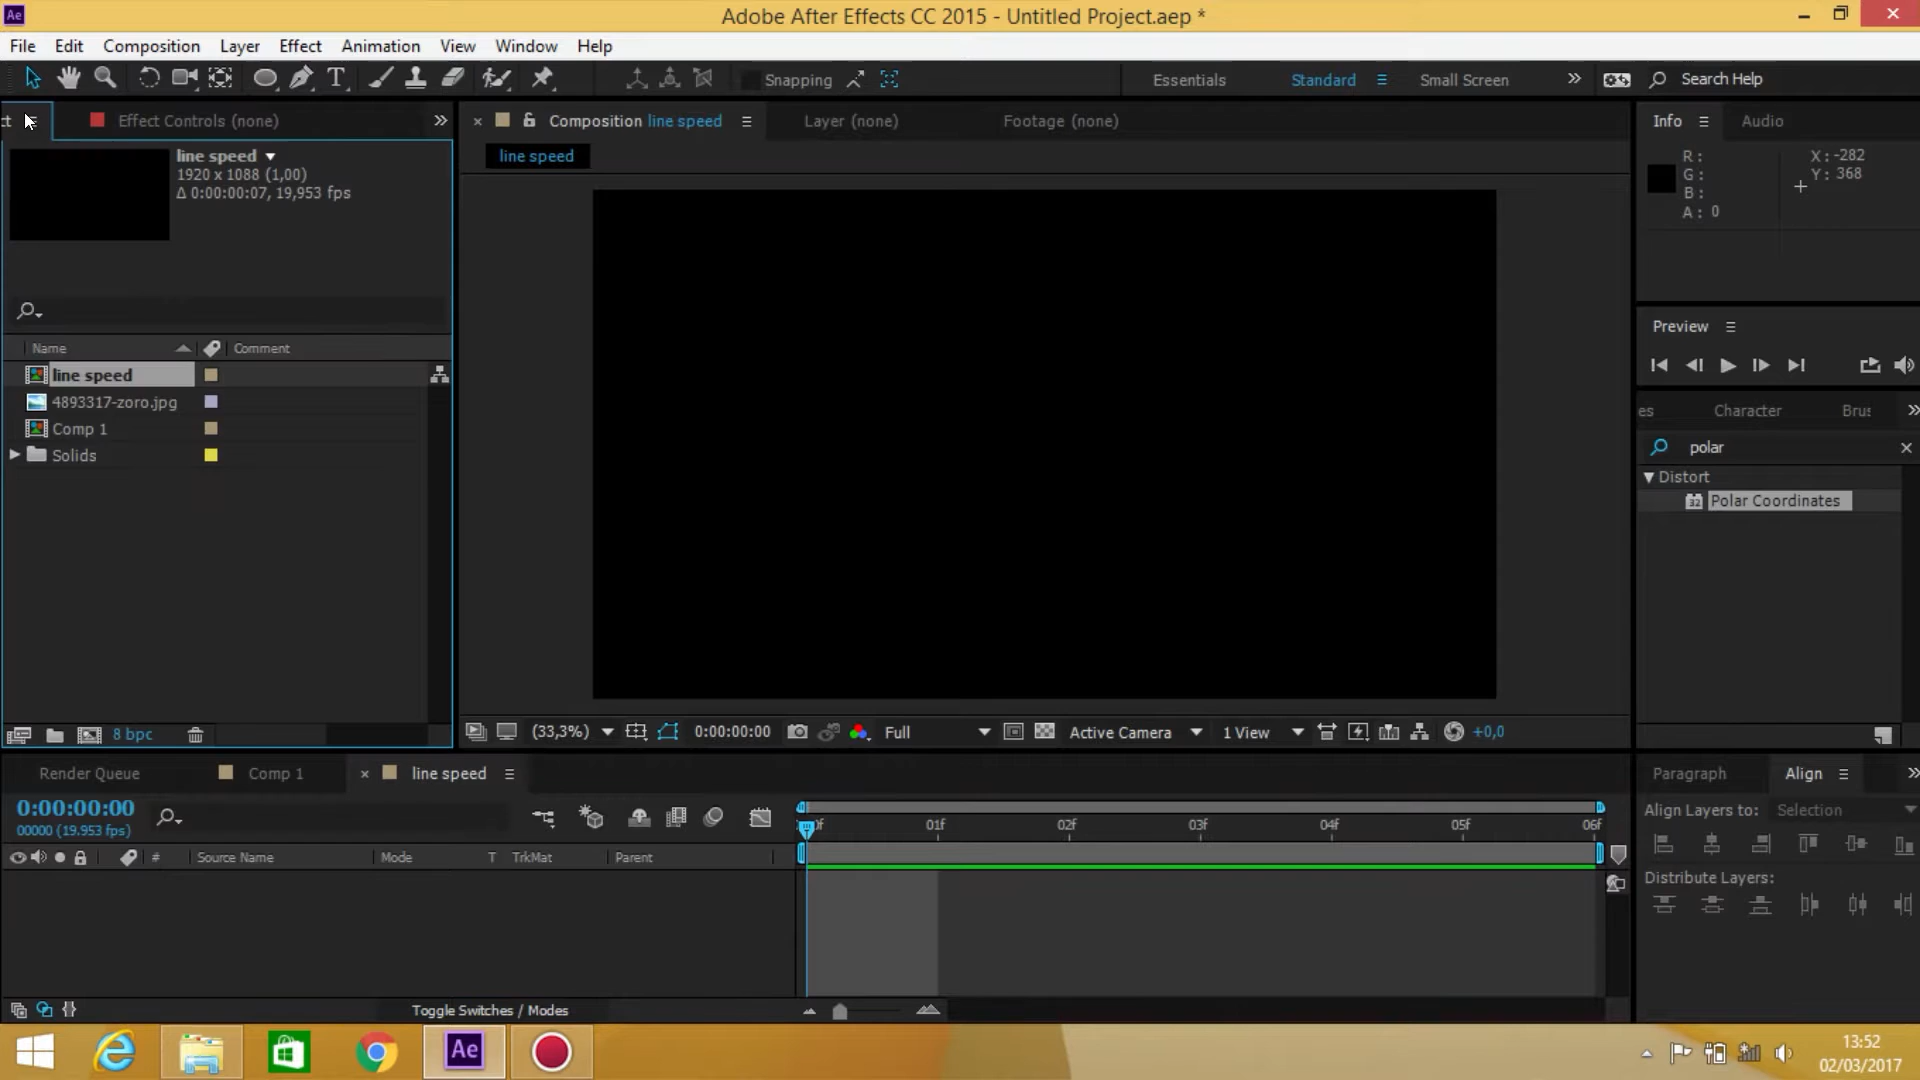 Ae
Adobe After Effects CC 2015 - Untitled Project.aep *
File Edit Composition Layer Effect Animation View Window Help
T Snapping Essentials Standard Small Screen » Search Help
ct Effect Controls (none) »
× Composition line speed Layer (none) Footage (none)
Info Audio
line speed
line speed
1920 x 1088 (1,00)
Δ 0:00:00:07, 19,953 fps
R:
G:
B:
A: 0
X: -282
Y: 368
Preview
Name Comment
line speed
4893317-zoro.jpg
Comp 1
Solids
es Character Brus »
polar ×
Distort
32 Polar Coordinates
8 bpc
(33,3%) 0:00:00:00 Full Active Camera 1 View +0,0
Render Queue Comp 1 × line speed
Paragraph Align »
0:00:00:00
00000 (19.953 fps)
01f 02f 03f 04f 05f 06f
Align Layers to: Selection
# Source Name Mode T TrkMat Parent
Distribute Layers:
Toggle Switches / Modes
Ae
13:52
02/03/2017